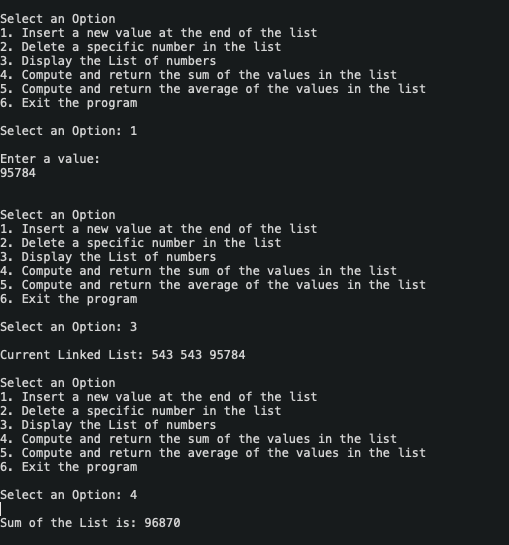 Select an Option
1. Insert a new value at the end of the list
2. Delete a specific number in the list
3. Display the List of numbers
4. Compute and return the sum of the values in the list
5. Compute and return the average of the values in the list
6. Exit the program
Select an Option: 1
Enter a value:
95784
Select an Option
1. Insert a new value at the end of the list
2. Delete a specific number in the list
3. Display the List of numbers
4. Compute and return the sum of the values in the list
5. Compute and return the average of the values in the list
6. Exit the program
Select an Option: 3
Current Linked List: 543 543 95784
Select an Option
1. Insert a new value at the end of the list
2. Delete a specific number in the list
3. Display the List of numbers
4. Compute and return the sum of the values in the list
5. Compute and return the average of the values in the list
6. Exit the program
Select an Option: 4
Sum of the List is: 96870